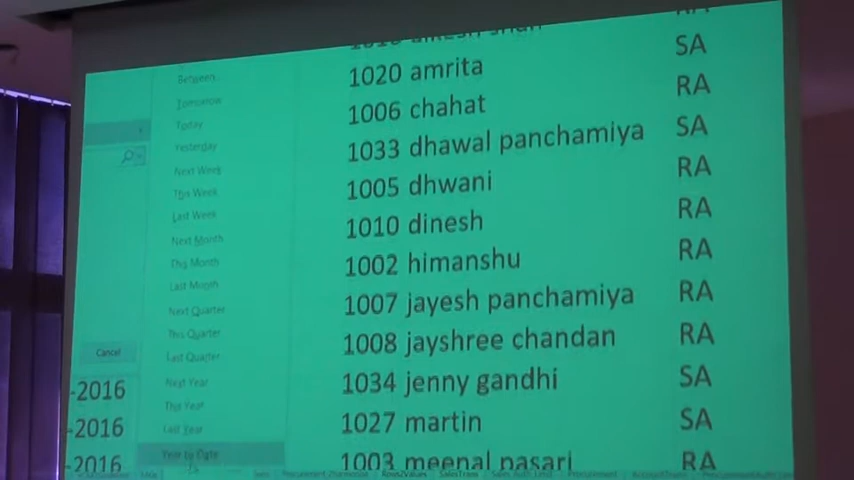 Between
Tomorrow
Today
Yesterday
Next Week
This Week
Last Week
Next Month
This Month
Last Month
Next Quarter
This Quarter
Last Quarter
Next Year
This Year
Last Year
Year to Date
Cancel
-2016
-2016
-2016
RA
1020 amrita SA
1006 chahat RA
1033 dhawal panchamiya SA
1005 dhwani RA
1010 dinesh RA
1002 himanshu RA
1007 jayesh panchamiya RA
1008 jayshree chandan RA
1034 jenny gandhi SA
1027 martin SA
1003 meenal pasari RA